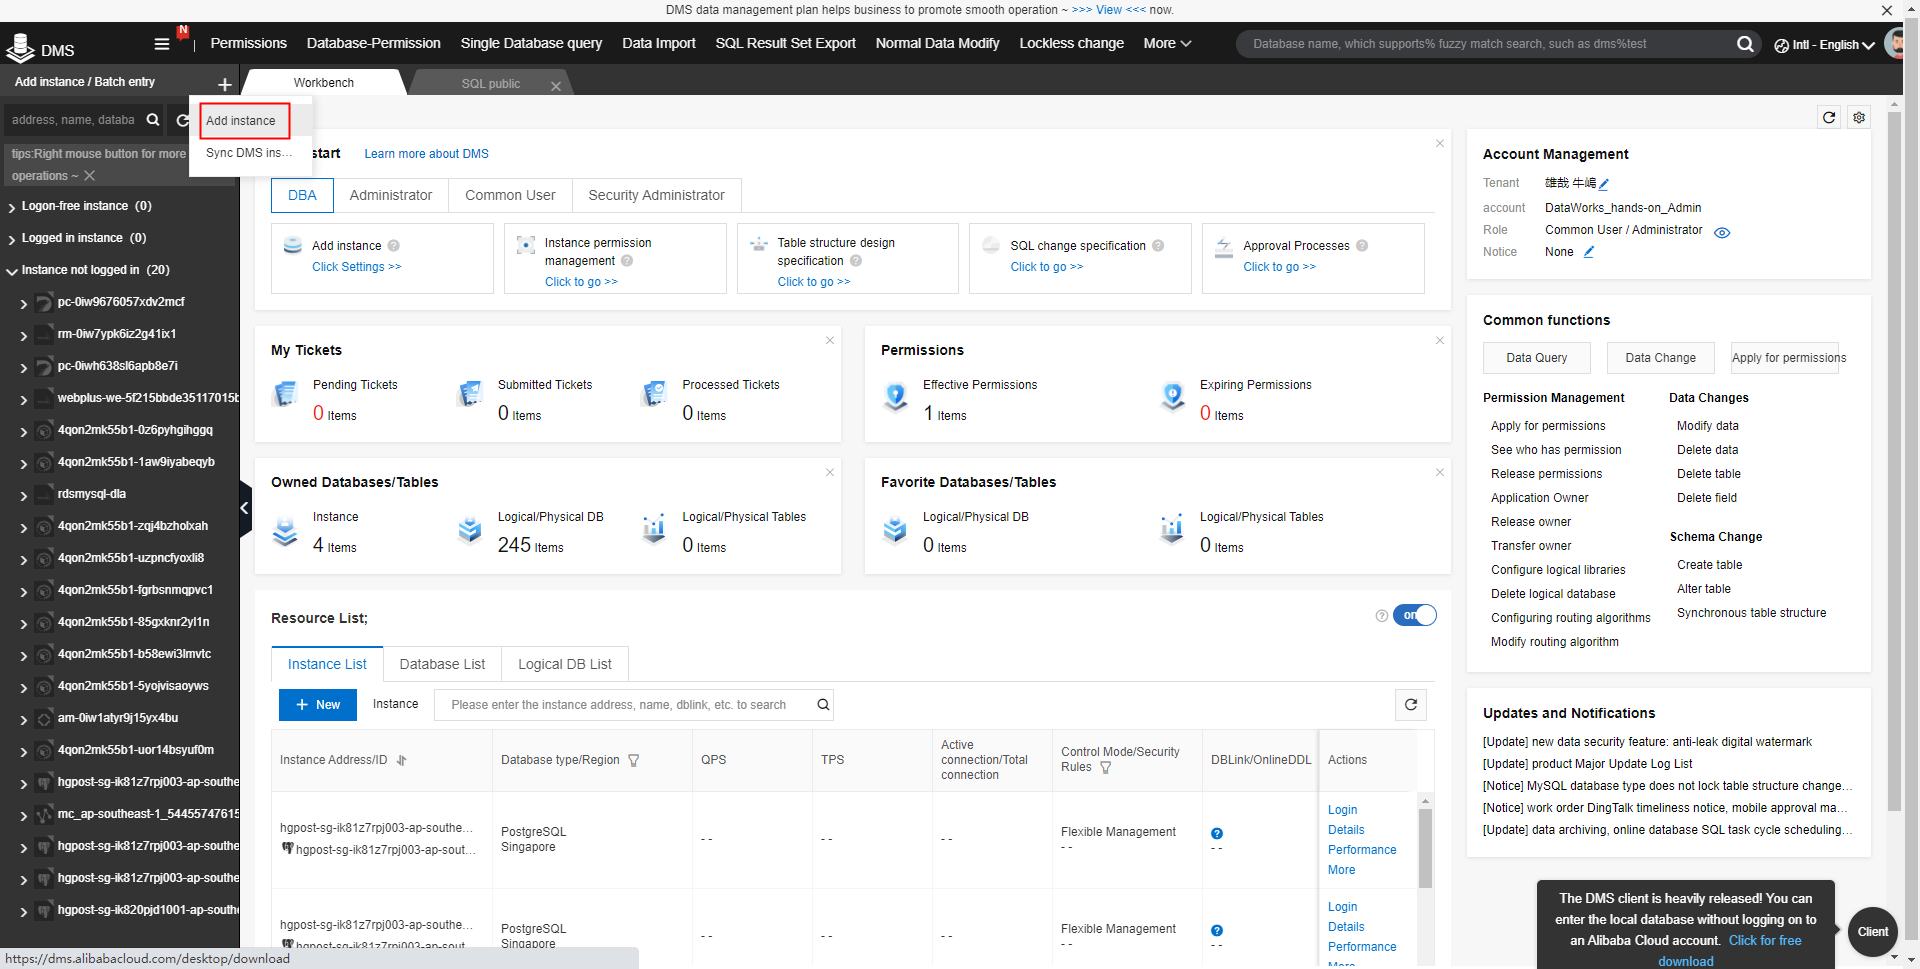 DMS data management plan helps business to promote smooth operation ~ >>> View <<< now.
DMS
N
Permissions
Database-Permission
Single Database query
Data Import
SQL Result Set Export
Normal Data Modify
Lockless change
More
Database name, which supports% fuzzy match search, such as dms%test
Intl - English
Add instance / Batch entry
Workbench
SQL public
address, name, databa
Add instance
Sync DMS ins...
tips:Right mouse button for more
operations ~
Logon-free instance (0)
Logged in instance (0)
Instance not logged in (20)
pc-0iw9676057xdv2mcf
rm-0iw7ypk6iz2g41ix1
pc-0iwh638sl6apb8e7i
webplus-we-5f215bbde35117015b
4qon2mk55b1-0z6pyhgihggq
4qon2mk55b1-1aw9iyabeqyb
rdsmysql-dla
4qon2mk55b1-zqj4bzholxah
4qon2mk55b1-uzpncfyoxli8
4qon2mk55b1-fgrbsnmqpvc1
4qon2mk55b1-85gxknr2yl1n
4qon2mk55b1-b58ewi3lmvtc
4qon2mk55b1-5yojvisaoyws
am-0iw1atyr9j15yx4bu
4qon2mk55b1-uor14bsyuf0m
hgpost-sg-ik81z7rpj003-ap-southe
mc_ap-southeast-1_54455747615
hgpost-sg-ik81z7rpj003-ap-southe
hgpost-sg-ik81z7rpj003-ap-southe
hgpost-sg-ik820pjd1001-ap-southe
https://dms.alibabacloud.com/desktop/download
start
Learn more about DMS
DBA
Administrator
Common User
Security Administrator
Add instance
Click Settings >>
Instance permission
management
Click to go >>
Table structure design
specification
Click to go >>
SQL change specification
Click to go >>
Approval Processes
Click to go >>
My Tickets
Pending Tickets
0 Items
Submitted Tickets
0 Items
Processed Tickets
0 Items
Permissions
Effective Permissions
1 Items
Expiring Permissions
0 Items
Owned Databases/Tables
Instance
4 Items
Logical/Physical DB
245 Items
Logical/Physical Tables
0 Items
Favorite Databases/Tables
Logical/Physical DB
0 Items
Logical/Physical Tables
0 Items
Resource List;
on
Instance List
Database List
Logical DB List
+ New
Instance
Please enter the instance address, name, dblink, etc. to search
Instance Address/ID
Database type/Region
QPS
TPS
Active
connection/Total
connection
Control Mode/Security
Rules
DBLink/OnlineDDL
Actions
hgpost-sg-ik81z7rpj003-ap-southe...
hgpost-sg-ik81z7rpj003-ap-sout...
PostgreSQL
Singapore
- -
- -
- -
Flexible Management
- -
- -
Login
Details
Performance
More
hgpost-sg-ik81z7rpj003-ap-southe...
hgpost-sg-ik81z7rpj003-ap-sout...
PostgreSQL
Singapore
- -
- -
- -
Flexible Management
- -
- -
Login
Details
Performance
More
Account Management
Tenant 雄哉 牛嶋
account DataWorks_hands-on_Admin
Role Common User / Administrator
Notice None
Common functions
Data Query
Data Change
Apply for permissions
Permission Management
Apply for permissions
See who has permission
Release permissions
Application Owner
Release owner
Transfer owner
Configure logical libraries
Delete logical database
Configuring routing algorithms
Modify routing algorithm
Data Changes
Modify data
Delete data
Delete table
Delete field
Schema Change
Create table
Alter table
Synchronous table structure
Updates and Notifications
[Update] new data security feature: anti-leak digital watermark
[Update] product Major Update Log List
[Notice] MySQL database type does not lock table structure change...
[Notice] work order DingTalk timeliness notice, mobile approval ma...
[Update] data archiving, online database SQL task cycle scheduling...
The DMS client is heavily released! You can
enter the local database without logging on to
an Alibaba Cloud account. Click for free
download
Client